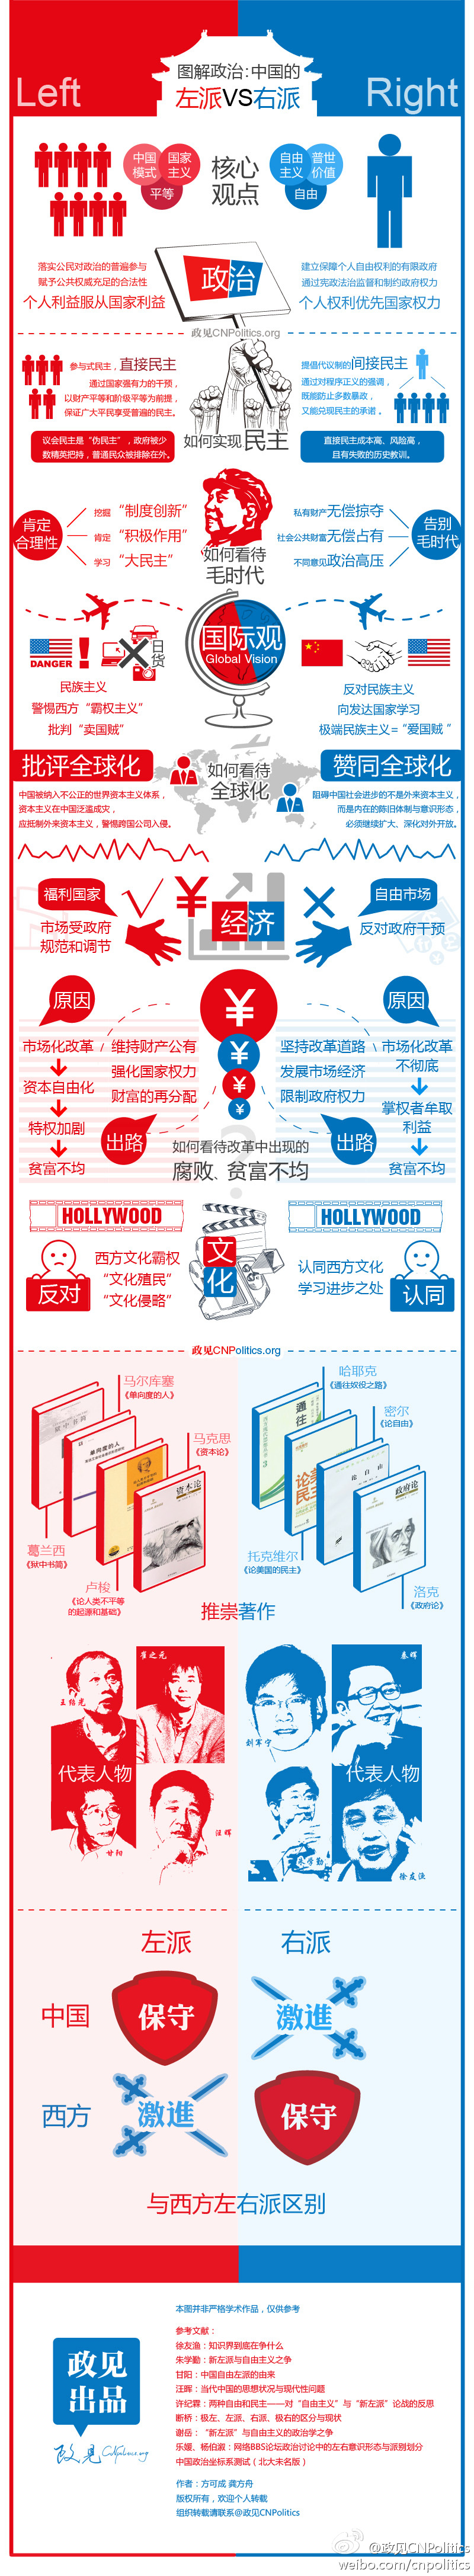 Left
Right
图解政治:中国的
左派VS右派
中国
模式
国家
主义
平等
核心
观点
自由
主义
普世
价值
自由
落实公民对政治的普遍参与
赋予公共权威充足的合法性
个人利益服从国家利益
政治
建立保障个人自由权利的有限政府
通过宪政法治监督和制约政府权力
个人权利优先国家权力
政见CNPolitics.org
参与式民主，直接民主
通过国家强有力的干预，
以财产平等和阶级平等为前提，
保证广大平民享受普遍的民主。
议会民主是“伪民主”，政府被少
数精英把持，普通民众被排除在外。
如何实现民主
提倡代议制的间接民主
通过对程序正义的强调，
既能防止多数暴政，
又能兑现民主的承诺。
直接民主成本高、风险高，
且有失败的历史教训。
肯定
合理性
挖掘“制度创新”
肯定“积极作用”
学习“大民主”
如何看待
毛时代
私有财产无偿掠夺
社会公共财富无偿占有
不同意见政治高压
告别
毛时代
DANGER
日货
国际观
Global Vision
民族主义
警惕西方“霸权主义”
批判“卖国贼”
反对民族主义
向发达国家学习
极端民族主义=“爱国贼”
批评全球化
中国被纳入不公正的世界资本主义体系，
资本主义在中国泛滥成灾，
应抵制外来资本主义，警惕跨国公司入侵。
如何看待
全球化
赞同全球化
阻碍中国社会进步的不是外来资本主义，
而是内在的陈旧体制与意识形态，
必须继续扩大、深化对外开放。
福利国家
市场受政府
规范和调节
¥
经济
自由市场
反对政府干预
原因
市场化改革
资本自由化
特权加剧
贫富不均
维持财产公有
强化国家权力
财富的再分配
出路
¥
¥
¥
¥
如何看待改革中出现的
腐败、贫富不均
坚持改革道路
发展市场经济
限制政府权力
出路
原因
市场化改革
不彻底
掌权者牟取
利益
贫富不均
HOLLYWOOD
反对
西方文化霸权
“文化殖民”
“文化侵略”
文化
HOLLYWOOD
认同西方文化
学习进步之处
认同
政见CNPolitics.org
马尔库塞
《单向度的人》
马克思
《资本论》
葛兰西
《狱中书简》
卢梭
《论人类不平等
的起源和基础》
单向度的人
资本论
哈耶克
《通往奴役之路》
密尔
《论自由》
托克维尔
《论美国的民主》
洛克
《政府论》
通往
论自由
政府论
推崇著作
王绍光
崔之元
代表人物
甘阳
汪晖
刘军宁
秦晖
代表人物
朱学勤
徐友渔
左派
右派
中国
保守
激進
西方
激進
保守
与西方左右派区别
政见
出品
政见CNPolitics.org
本图并非严格学术作品，仅供参考
参考文献：
徐友渔：知识界到底在争什么
朱学勤：新左派与自由主义之争
甘阳：中国自由左派的由来
汪晖：当代中国的思想状况与现代性问题
许纪霖：两种自由和民主——对“自由主义”与“新左派”论战的反思
断桥：极左、左派、右派、极右的区分与现状
谢岳：“新左派”与自由主义的政治学之争
乐媛、杨伯溆：网络BBS论坛政治讨论中的左右意识形态与派别划分
中国政治坐标系测试（北大未名版）
作者：方可成 龚方舟
版权所有，欢迎个人转载
组织转载请联系@政见CNPolitics
@政见CNPolitics
weibo.com/cnpolitics